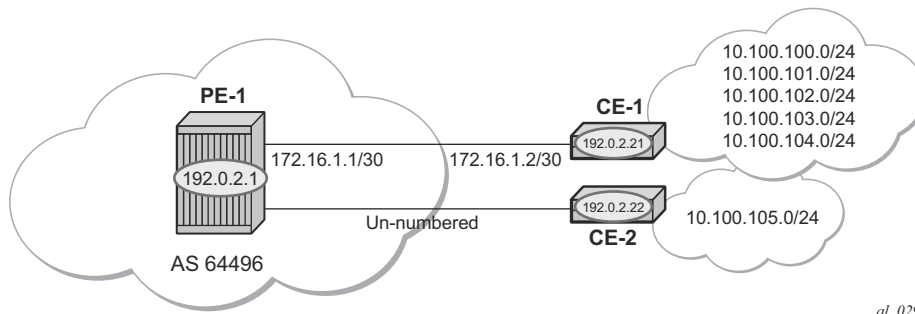 PE-1
192.0.2.1
AS 64496
172.16.1.1/30
172.16.1.2/30
Un-numbered
CE-1
192.0.2.21
192.0.2.22
CE-2
10.100.100.0/24
10.100.101.0/24
10.100.102.0/24
10.100.103.0/24
10.100.104.0/24
10.100.105.0/24